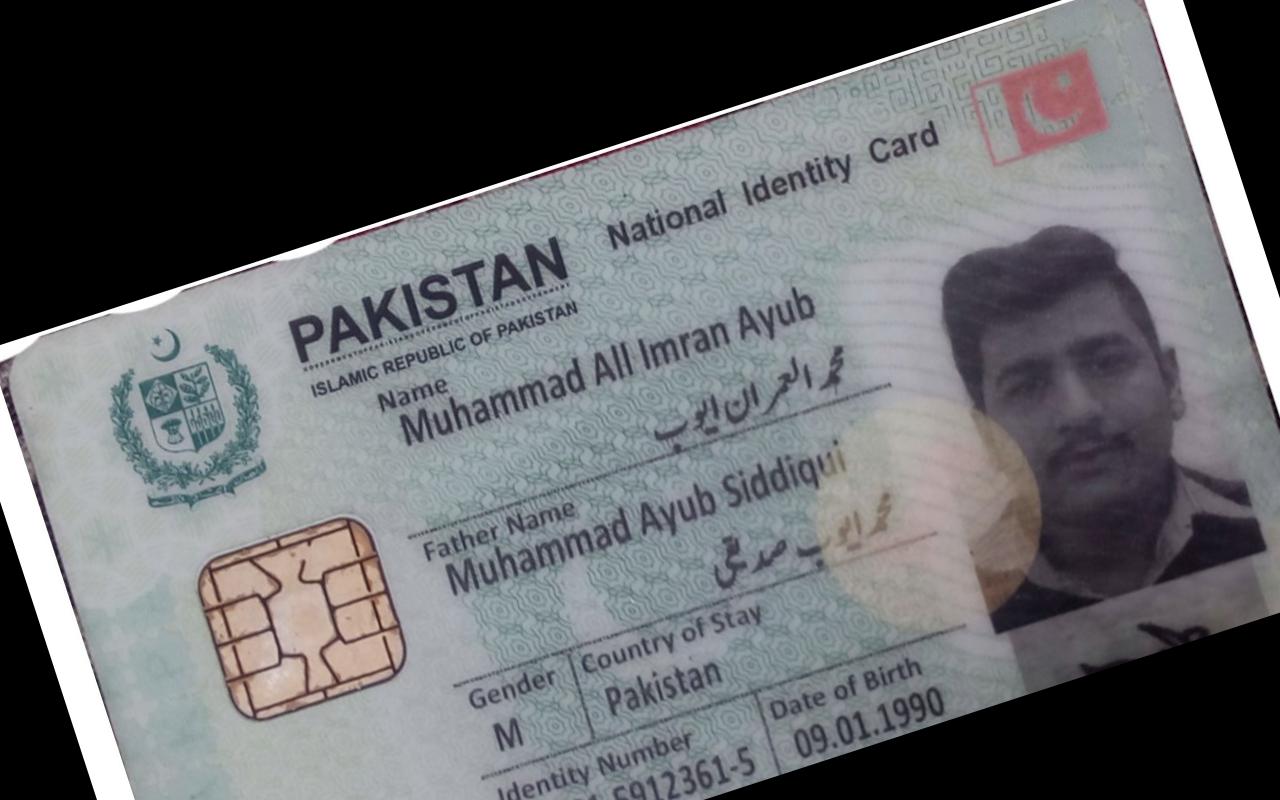 PAKISTAN National Identity Card
ISLAMIC REPUBLIC OF PAKISTAN
Name
Muhammad All Imran Ayub
محمد العمران ایوب
Father Name
Muhammad Ayub Siddiqui
محمد ایوب صدیقی
Gender Country of Stay
M Pakistan
Identity Number Date of Birth
5912361-5 09.01.1990